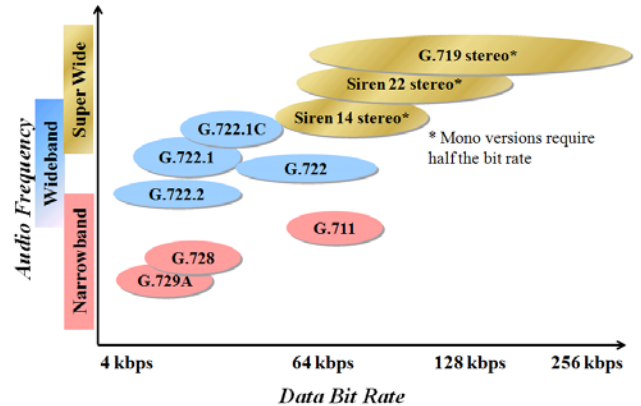 Audio Frequency
Super Wide
Wideband
Narrowband
G.719 stereo*
Siren 22 stereo*
Siren 14 stereo*
* Mono versions require
half the bit rate
G.722.1C
G.722.1
G.722
G.722.2
G.711
G.728
G.729A
4 kbps
64 kbps
128 kbps
256 kbps
Data Bit Rate